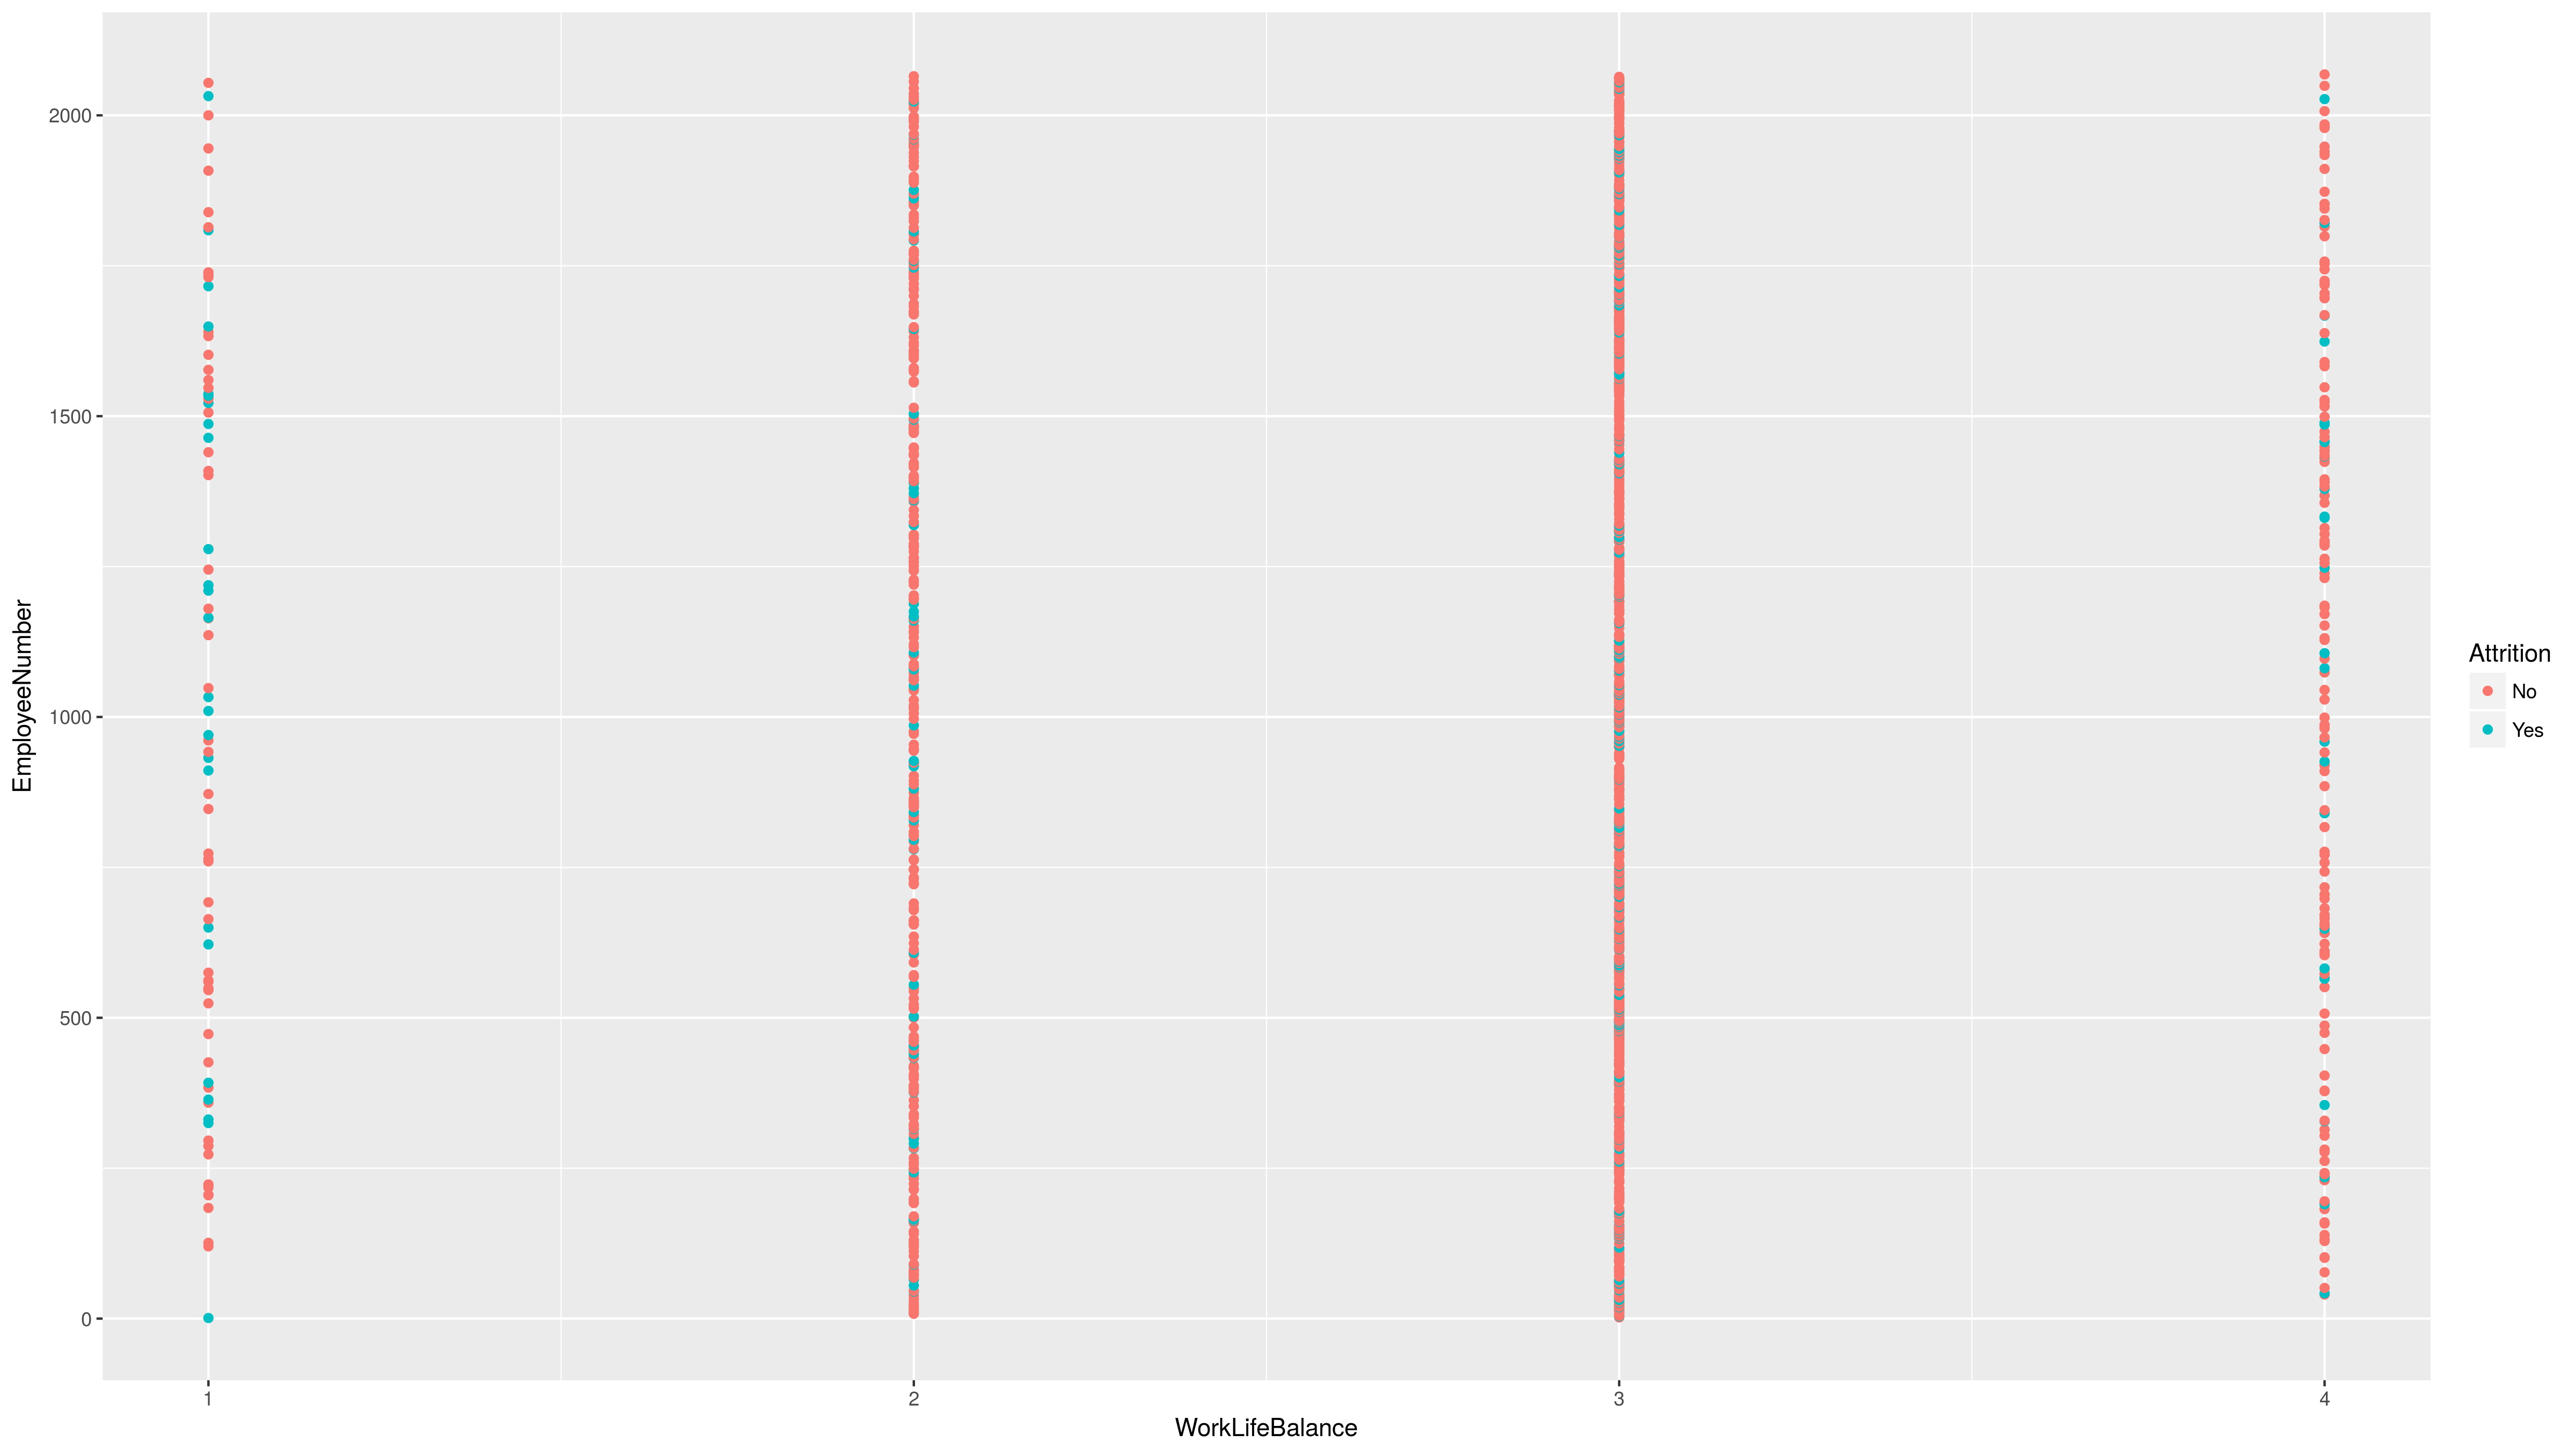 2000
1500
1000
500
0
EmployeeNumber
1
2
3
4
WorkLifeBalance
Attrition
No
Yes